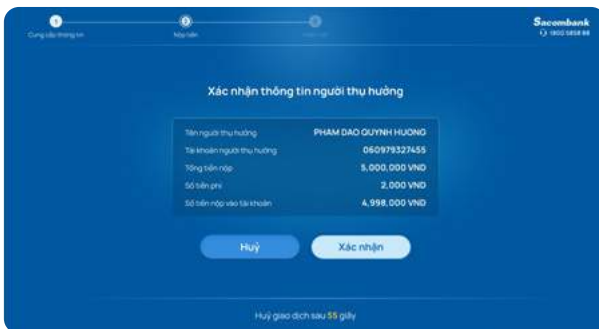 1 2
Cung cấp thông tin Nộp tiền
Sacombank
1800 5858 88
Xác nhận thông tin người thụ hưởng
Tên người thụ hưởng PHAM DAO QUYNH HUONG
Tài khoản người thụ hưởng 060979327455
Tổng tiền nộp 5,000,000 VND
Số tiền phí 2,000 VND
Số tiền nộp vào tài khoản 4,998,000 VND
Huỷ Xác nhận
Huỷ giao dịch sau 55 giây